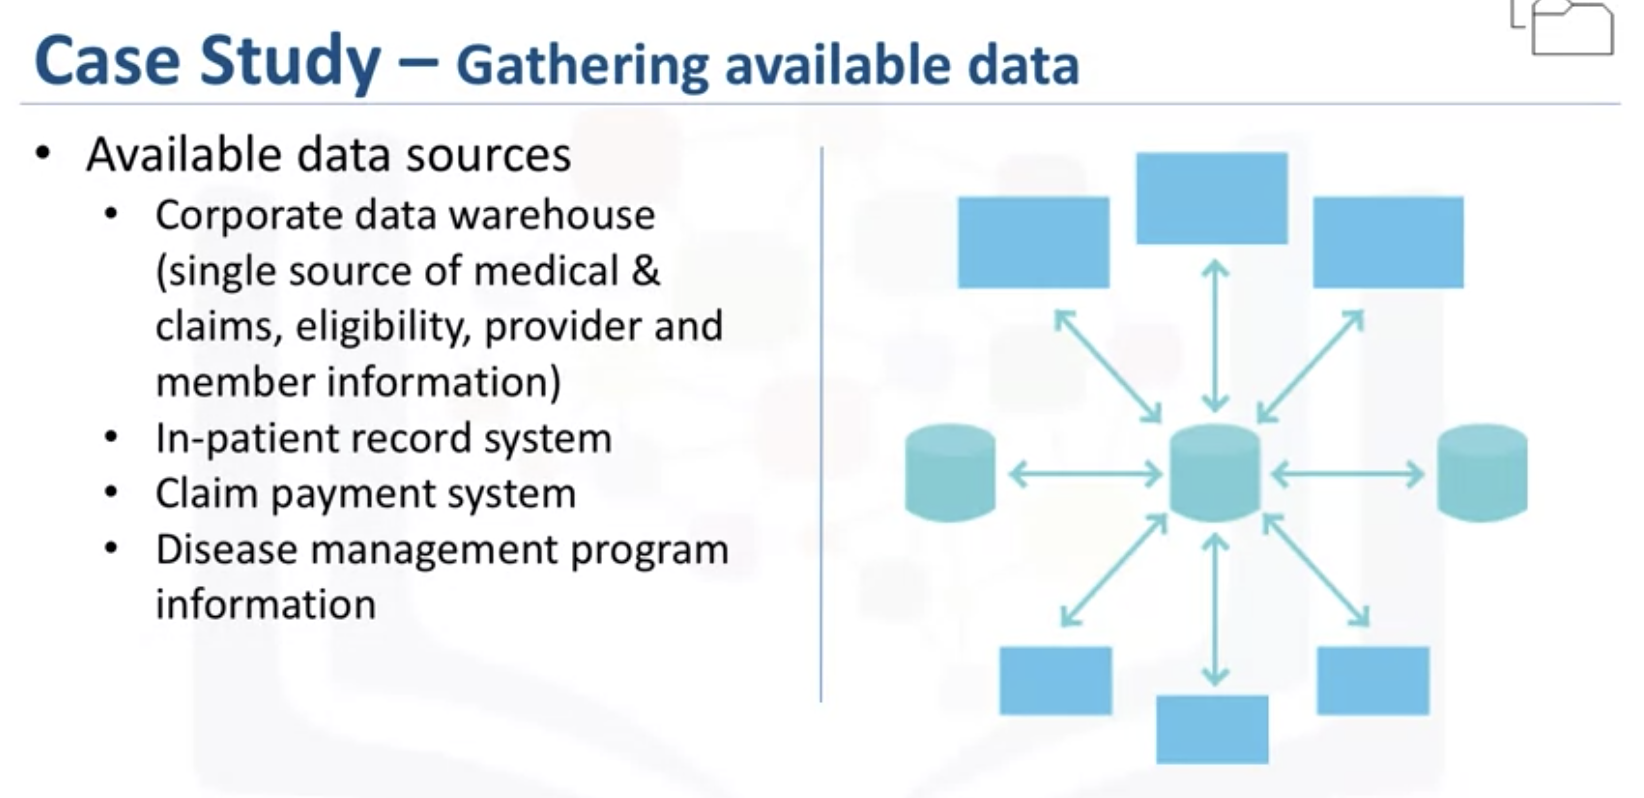 Case Study – Gathering available data
• Available data sources
• Corporate data warehouse
(single source of medical &
claims, eligibility, provider and
member information)
• In-patient record system
• Claim payment system
• Disease management program
information